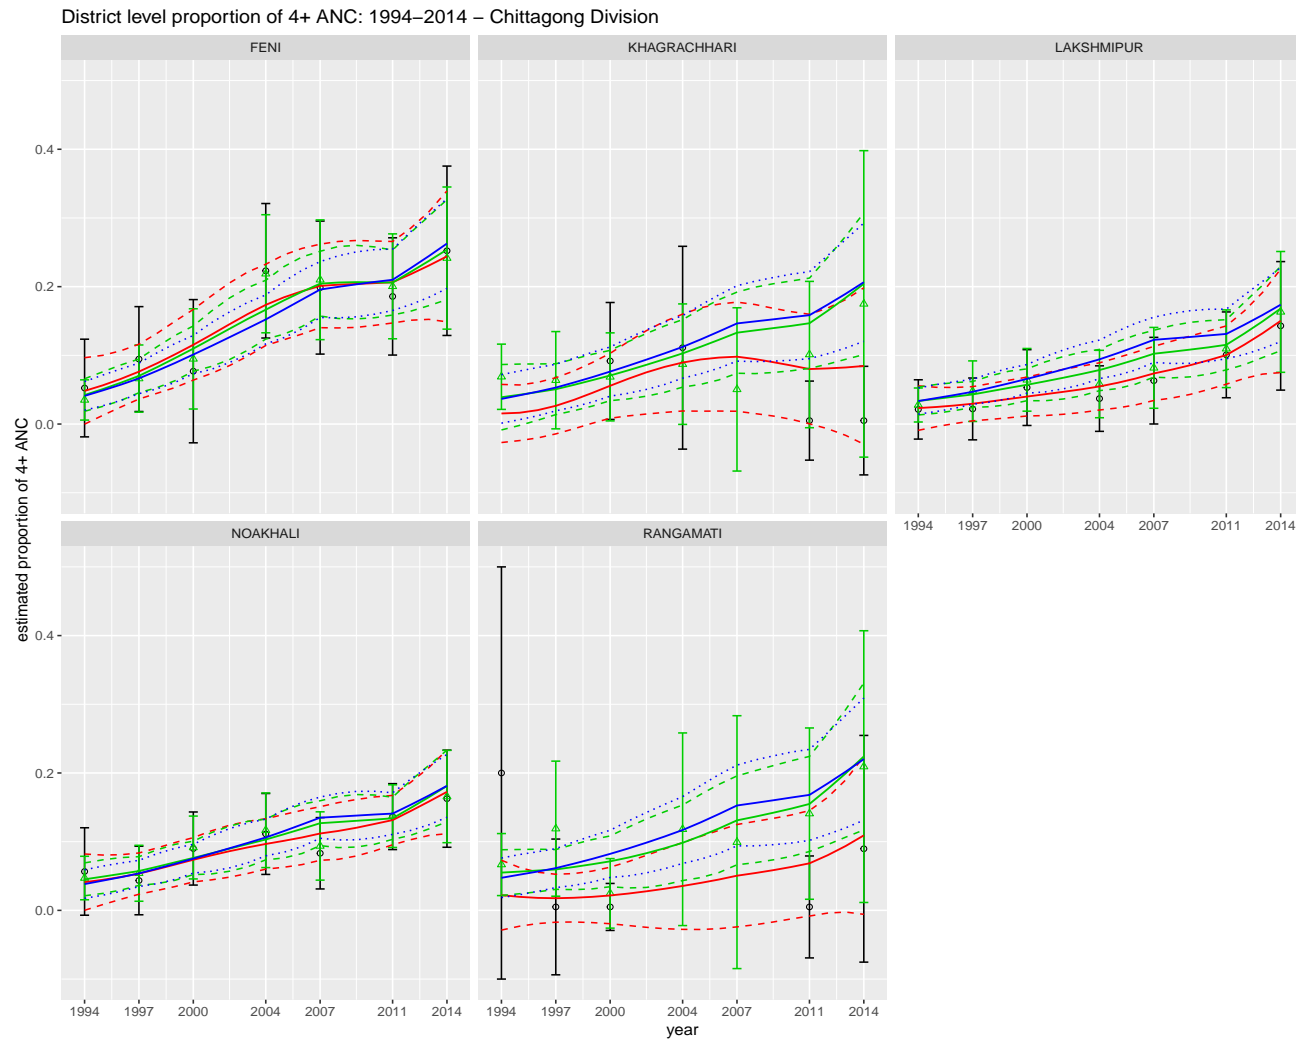 District level proportion of 4+ ANC: 1994−2014 − Chittagong Division
FENI
KHAGRACHHARI
LAKSHMIPUR
0.4
0.2
0.0
1994 1997 2000 2004 2007 2011 2014
NOAKHALI
RANGAMATI
0.4
0.2
0.0
1994 1997 2000 2004 2007 2011 2014
1994 1997 2000 2004 2007 2011 2014
year
estimated proportion of 4+ ANC